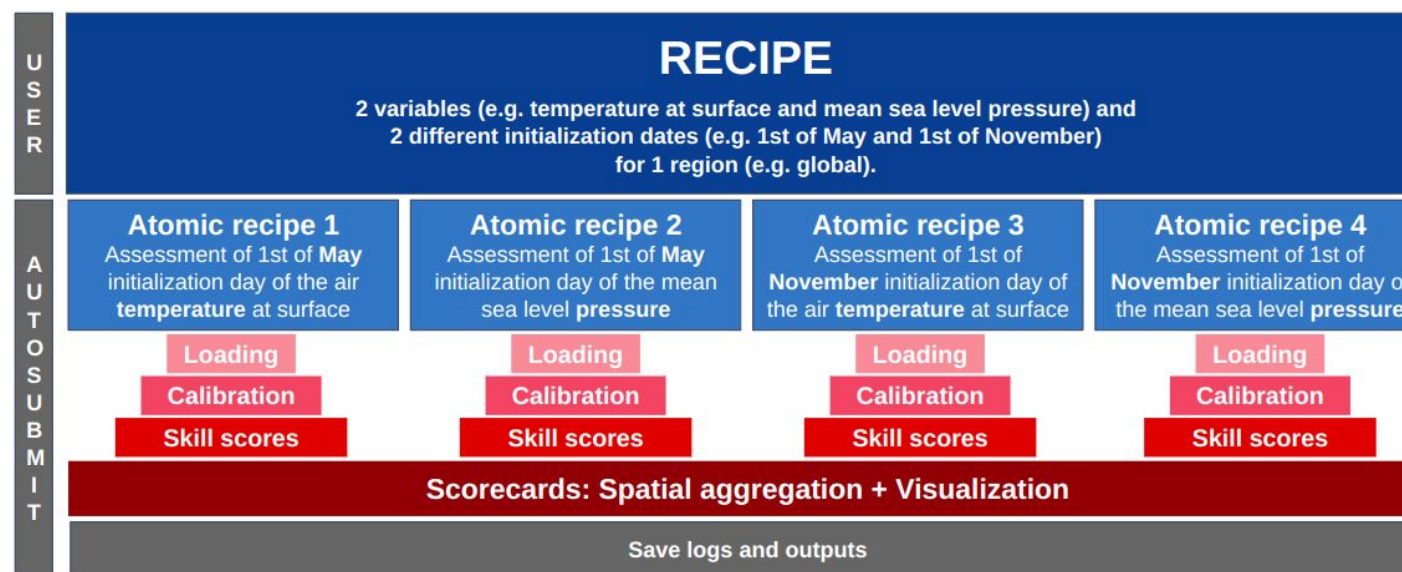 USER
RECIPE
2 variables (e.g. temperature at surface and mean sea level pressure) and
2 different initialization dates (e.g. 1st of May and 1st of November)
for 1 region (e.g. global).
AUTOSUBMIT
Atomic recipe 1
Assessment of 1st of May
initialization day of the air
temperature at surface
Atomic recipe 2
Assessment of 1st of May
initialization day of the mean
sea level pressure
Atomic recipe 3
Assessment of 1st of
November initialization day of
the air temperature at surface
Atomic recipe 4
Assessment of 1st of
November initialization day of
the mean sea level pressure
Loading
Calibration
Skill scores
Loading
Calibration
Skill scores
Loading
Calibration
Skill scores
Loading
Calibration
Skill scores
Scorecards: Spatial aggregation + Visualization
Save logs and outputs